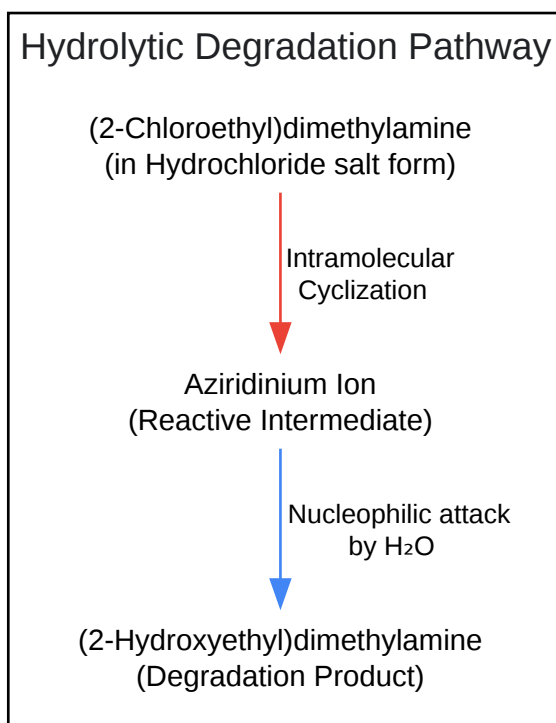 Hydrolytic Degradation Pathway
(2-Chloroethyl)dimethylamine
(in Hydrochloride salt form)
Intramolecular
Cyclization
Aziridinium Ion
(Reactive Intermediate)
Nucleophilic attack
by H₂O
(2-Hydroxyethyl)dimethylamine
(Degradation Product)